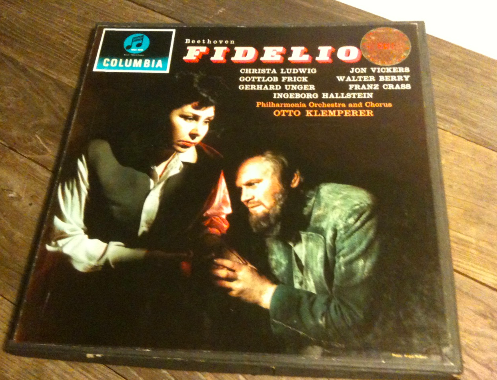 Beethoven
FIDELIO
COLUMBIA
CHRISTA LUDWIG JON VICKERS
GOTTLOB FRICK WALTER BERRY
GERHARD UNGER FRANZ CRASS
INGEBORG HALLSTEIN
Philharmonia Orchestra and Chorus
OTTO KLEMPERER